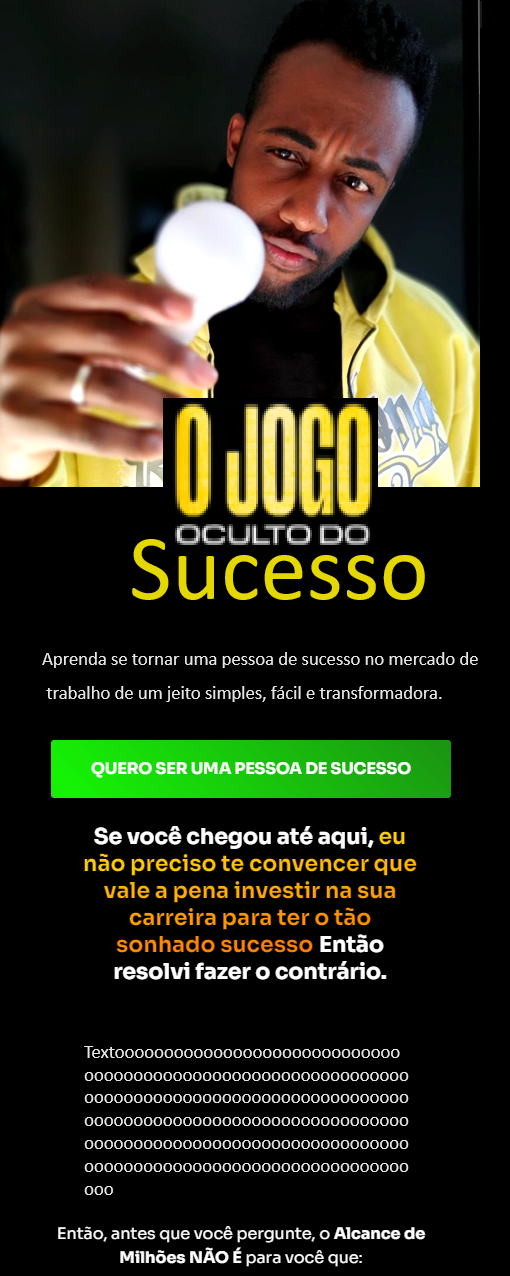 O JOGO
OCULTO DO
Sucesso
Aprenda se tornar uma pessoa de sucesso no mercado de
trabalho de um jeito simples, fácil e transformadora.
QUERO SER UMA PESSOA DE SUCESSO
Se você chegou até aqui, eu
não preciso te convencer que
vale a pena investir na sua
carreira para ter o tão
sonhado sucesso Então
resolvi fazer o contrário.
Textooooooooooooooooooooooooooooo
ooooooooooooooooooooooooooooooooo
ooooooooooooooooooooooooooooooooo
ooooooooooooooooooooooooooooooooo
ooooooooooooooooooooooooooooooooo
ooooooooooooooooooooooooooooooooo
ooo
Então, antes que você pergunte, o Alcance de
Milhões NÃO É para você que: